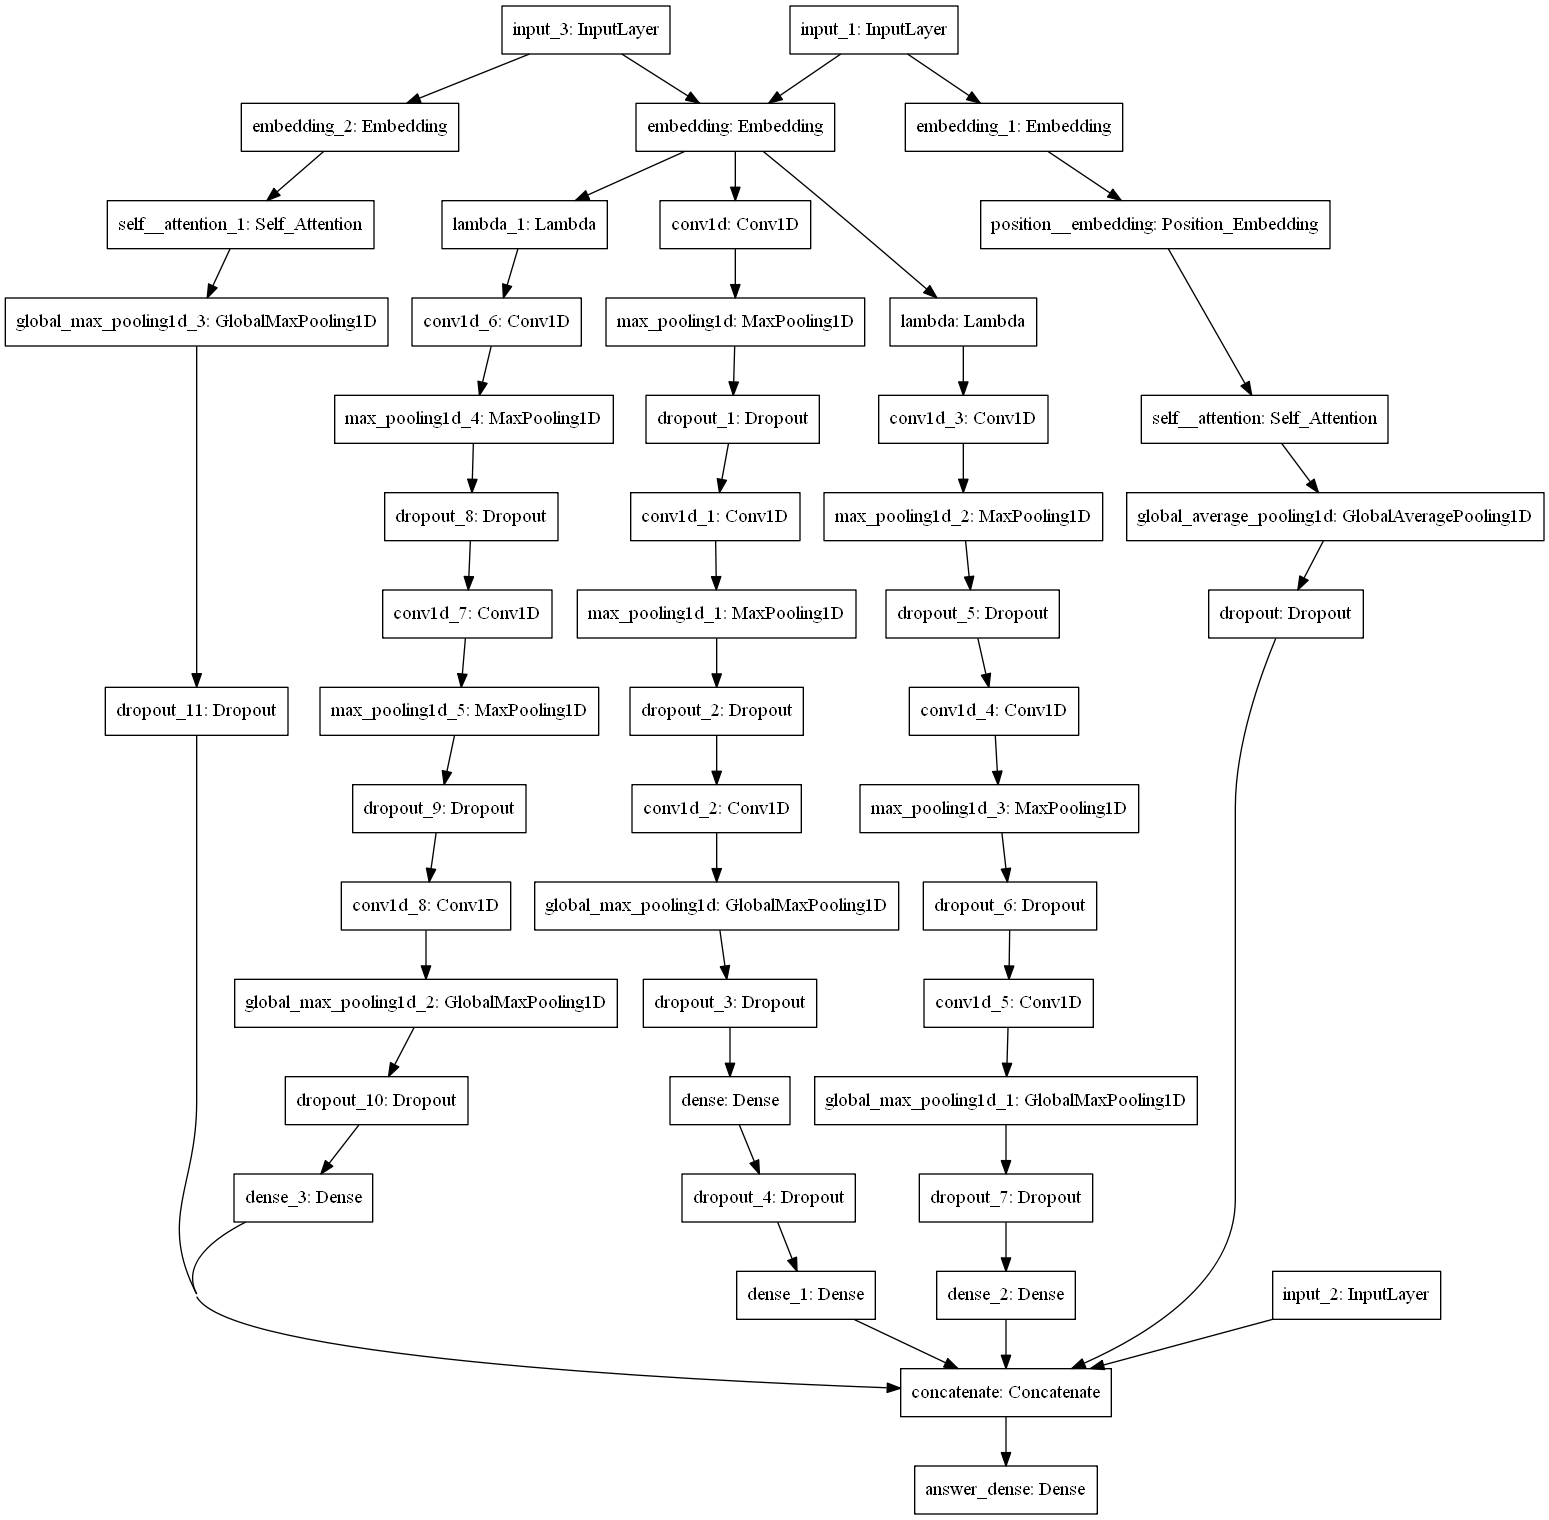 input_3: InputLayer
input_1: InputLayer
embedding_2: Embedding
embedding: Embedding
embedding_1: Embedding
self__attention_1: Self_Attention
lambda_1: Lambda
conv1d: Conv1D
position__embedding: Position_Embedding
global_max_pooling1d_3: GlobalMaxPooling1D
conv1d_6: Conv1D
max_pooling1d: MaxPooling1D
lambda: Lambda
max_pooling1d_4: MaxPooling1D
dropout_1: Dropout
conv1d_3: Conv1D
self__attention: Self_Attention
dropout_8: Dropout
conv1d_1: Conv1D
max_pooling1d_2: MaxPooling1D
global_average_pooling1d: GlobalAveragePooling1D
conv1d_7: Conv1D
max_pooling1d_1: MaxPooling1D
dropout_5: Dropout
dropout: Dropout
dropout_11: Dropout
max_pooling1d_5: MaxPooling1D
dropout_2: Dropout
conv1d_4: Conv1D
dropout_9: Dropout
conv1d_2: Conv1D
max_pooling1d_3: MaxPooling1D
conv1d_8: Conv1D
global_max_pooling1d: GlobalMaxPooling1D
dropout_6: Dropout
global_max_pooling1d_2: GlobalMaxPooling1D
dropout_3: Dropout
conv1d_5: Conv1D
dropout_10: Dropout
dense: Dense
global_max_pooling1d_1: GlobalMaxPooling1D
dense_3: Dense
dropout_4: Dropout
dropout_7: Dropout
dense_1: Dense
dense_2: Dense
input_2: InputLayer
concatenate: Concatenate
answer_dense: Dense